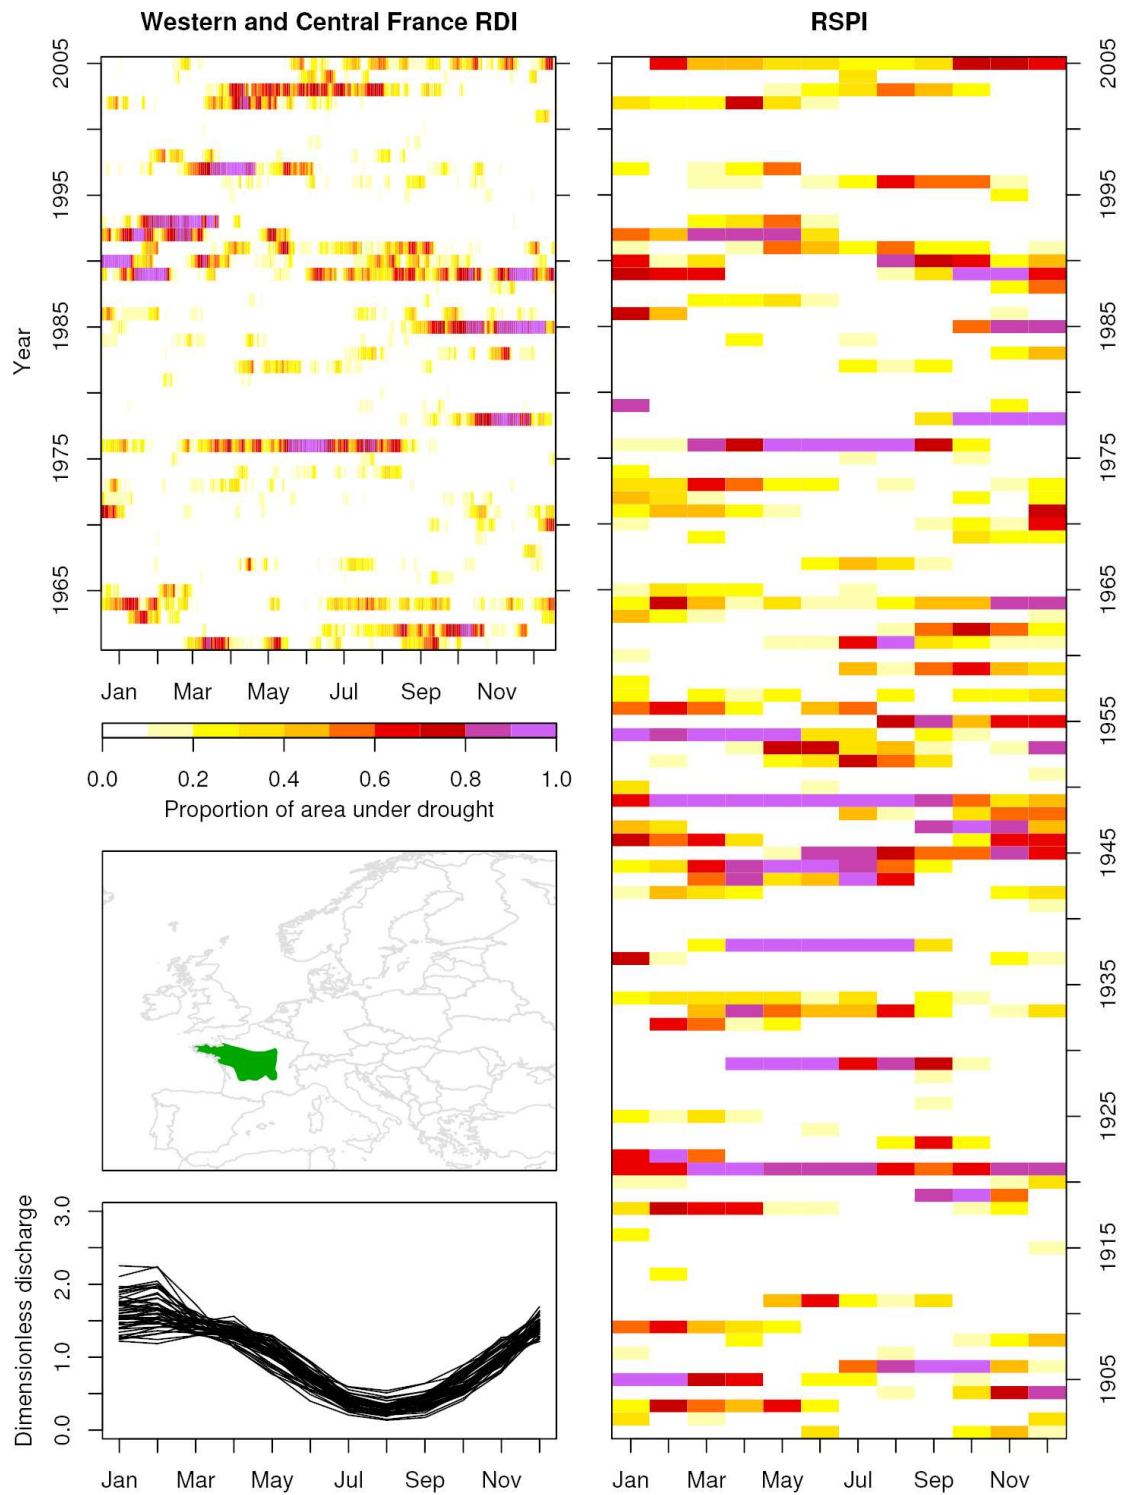 Western and Central France RDI
RSPI
Year
2005
1995
1985
1975
1965
Jan Mar May Jul Sep Nov
0.0 0.2 0.4 0.6 0.8 1.0
Proportion of area under drought
Dimensionless discharge
3.0
2.0
1.0
0.0
Jan Mar May Jul Sep Nov
2005
1995
1985
1975
1965
1955
1945
1935
1925
1915
1905
Jan Mar May Jul Sep Nov